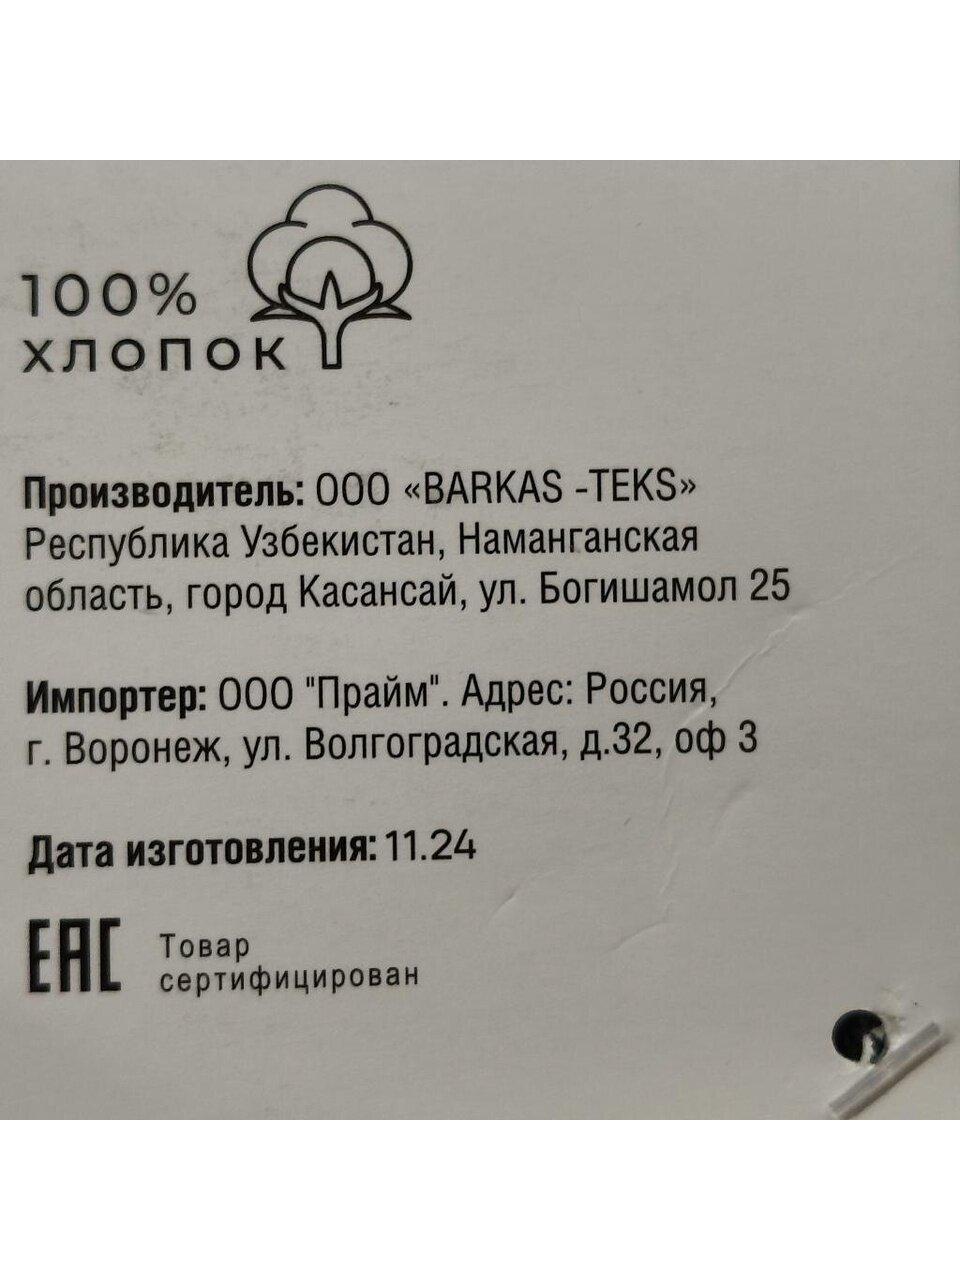 100%
ХЛОПОК
Производитель: ООО «BARKAS -TEKS»
Республика Узбекистан, Наманганская
область, город Касансай, ул. Богишамол 25
Импортер: ООО "Прайм". Адрес: Россия,
г. Воронеж, ул. Волгоградская, д.32, оф 3
Дата изготовления: 11.24
EAC
Товар
сертифицирован